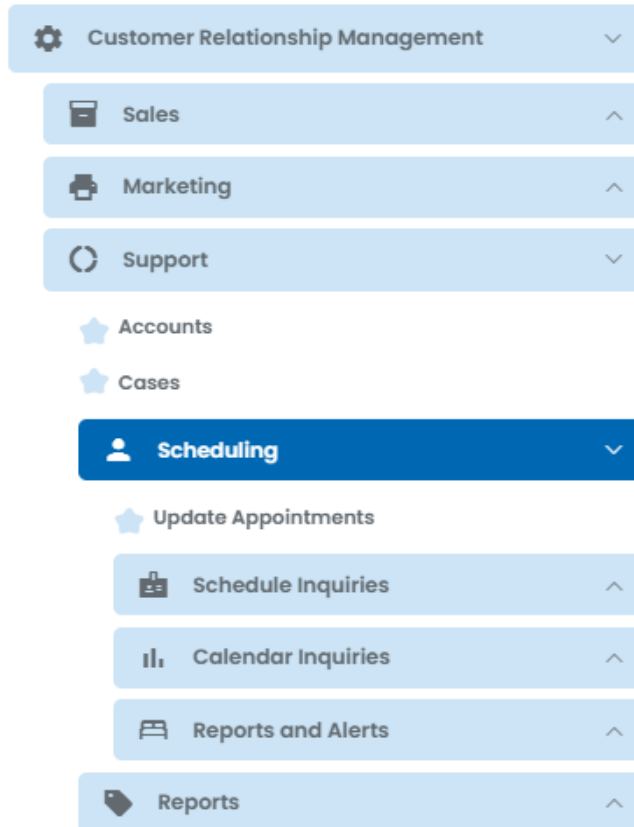 Customer Relationship Management
Sales
Marketing
Support
Accounts
Cases
Scheduling
Update Appointments
Schedule Inquiries
Calendar Inquiries
Reports and Alerts
Reports